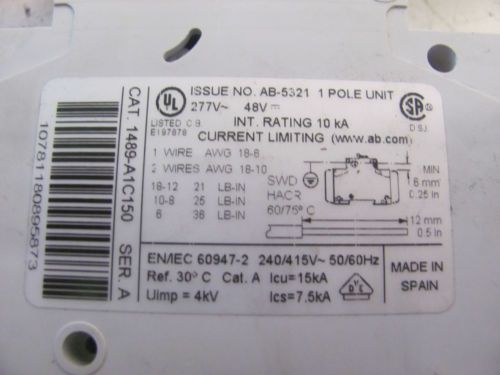 CAT. 1489-A1C150 SER. A
10781180895873
UL
LISTED C.B.
E197878
ISSUE NO. AB-5321 1 POLE UNIT
277V~ 48V⎓
INT. RATING 10 kA
CURRENT LIMITING (www.ab.com)
SA
1 WIRE AWG 18-6
2 WIRES AWG 18-10
18-12 21 LB-IN
10-8 25 LB-IN
6 36 LB-IN
SWD
HACR
60/75° C
MIN
6 mm
0.25 in
12 mm
0.5 in
EN/IEC 60947-2 240/415V~ 50/60Hz
Ref. 30° C Cat. A Icu = 15kA
Uimp = 4kV Ics = 7.5kA
DVE
MADE IN
SPAIN